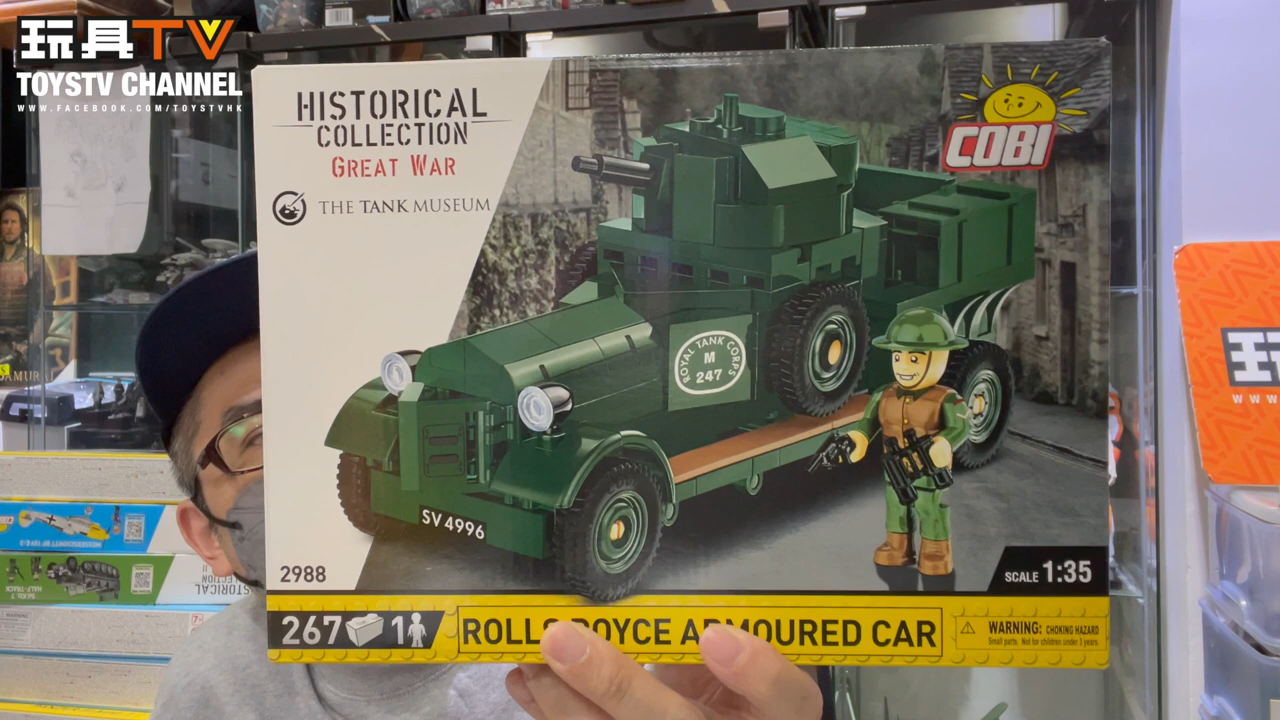 玩具TV
TOYSTV CHANNEL
WWW.FACEBOOK.COM/TOYSTVHK
HISTORICAL
COLLECTION
GREAT WAR
THE TANK MUSEUM
COBI
ROYAL TANK CORPS
M
247
SV 4996
2988
SCALE 1:35
267 1
ROLLS ROYCE ARMOURED CAR
WARNING: CHOKING HAZARD
Small parts. Not for children under 3 years.
玩
WW